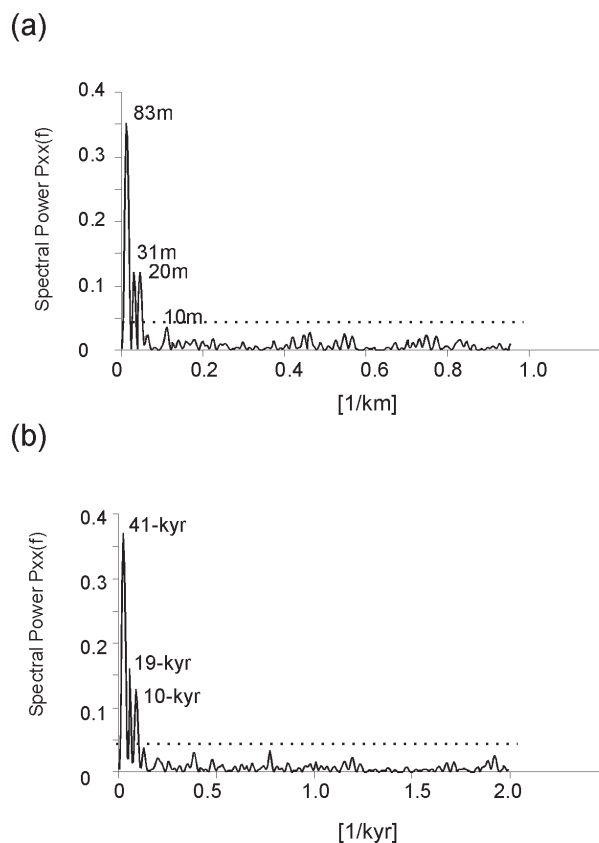 (a)
Spectral Power Pxx(f)
0.4
0.3
0.2
0.1
0
83m
31m
20m
10m
0 0.2 0.4 0.6 0.8 1.0
[1/km]
(b)
Spectral Power Pxx(f)
0.4
0.3
0.2
0.1
0
41-kyr
19-kyr
10-kyr
0 0.5 1.0 1.5 2.0
[1/kyr]